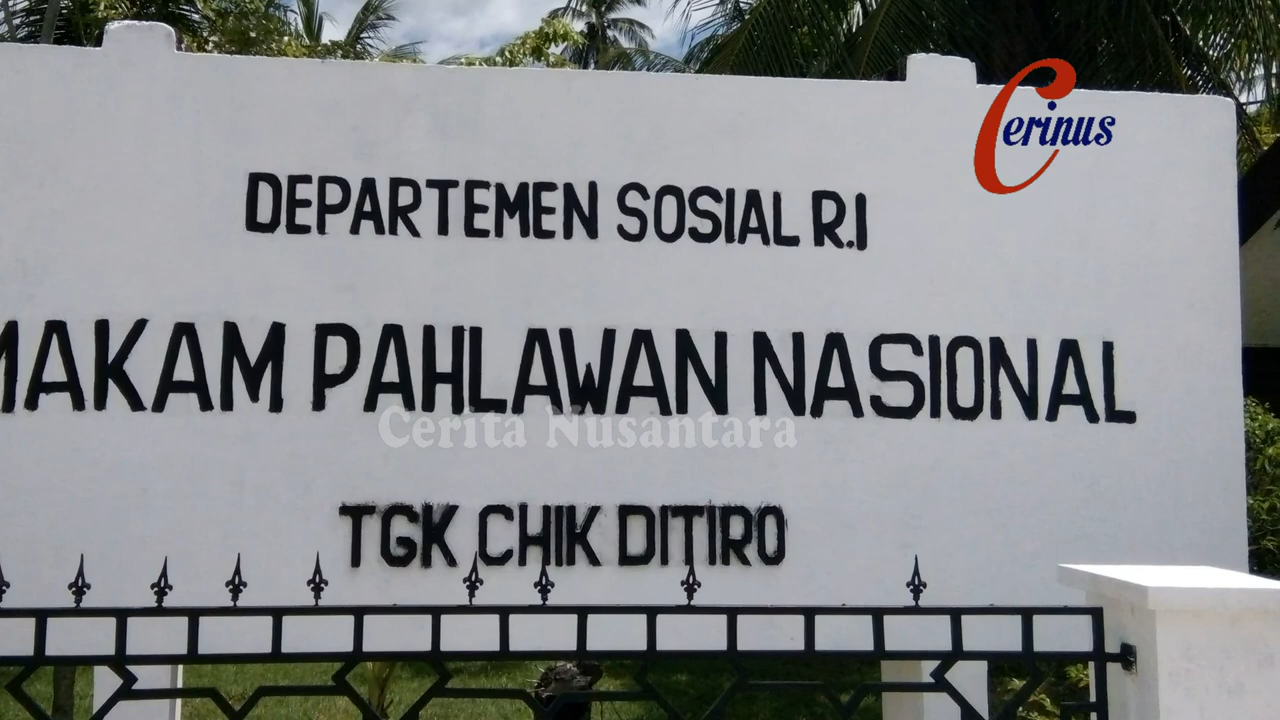 Cerinus
DEPARTEMEN SOSIAL R.I
MAKAM PAHLAWAN NASIONAL
Cerita Nusantara
TGK CHIK DITIRO